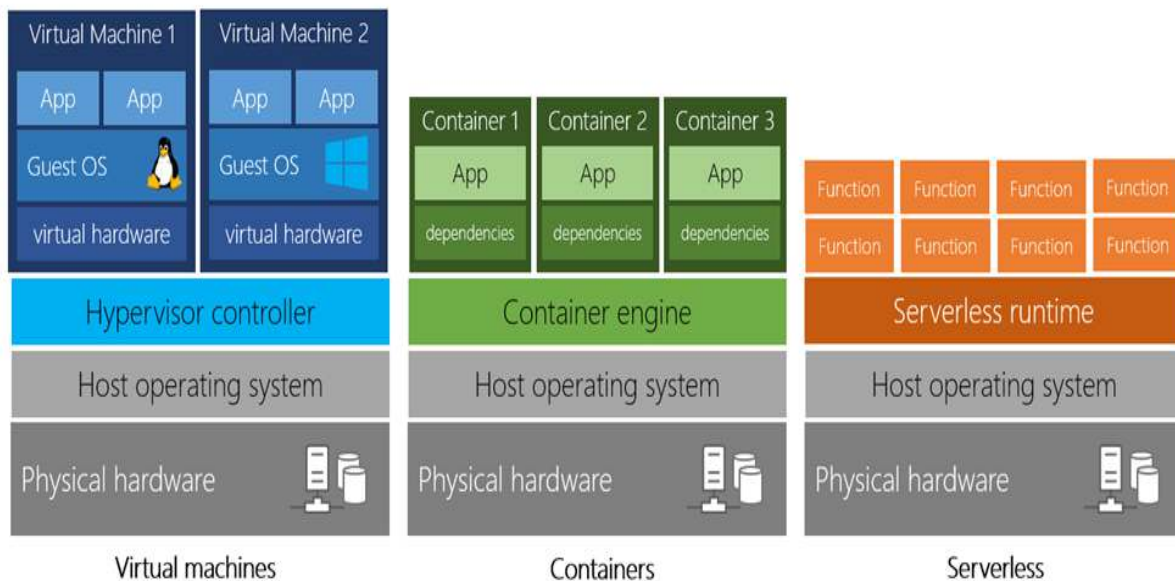 Virtual Machine 1
App App
Guest OS
virtual hardware
Virtual Machine 2
App App
Guest OS
virtual hardware
Hypervisor controller
Host operating system
Physical hardware
Virtual machines
Container 1
App
dependencies
Container 2
App
dependencies
Container 3
App
dependencies
Container engine
Host operating system
Physical hardware
Containers
Function Function Function Function
Function Function Function Function
Serverless runtime
Host operating system
Physical hardware
Serverless